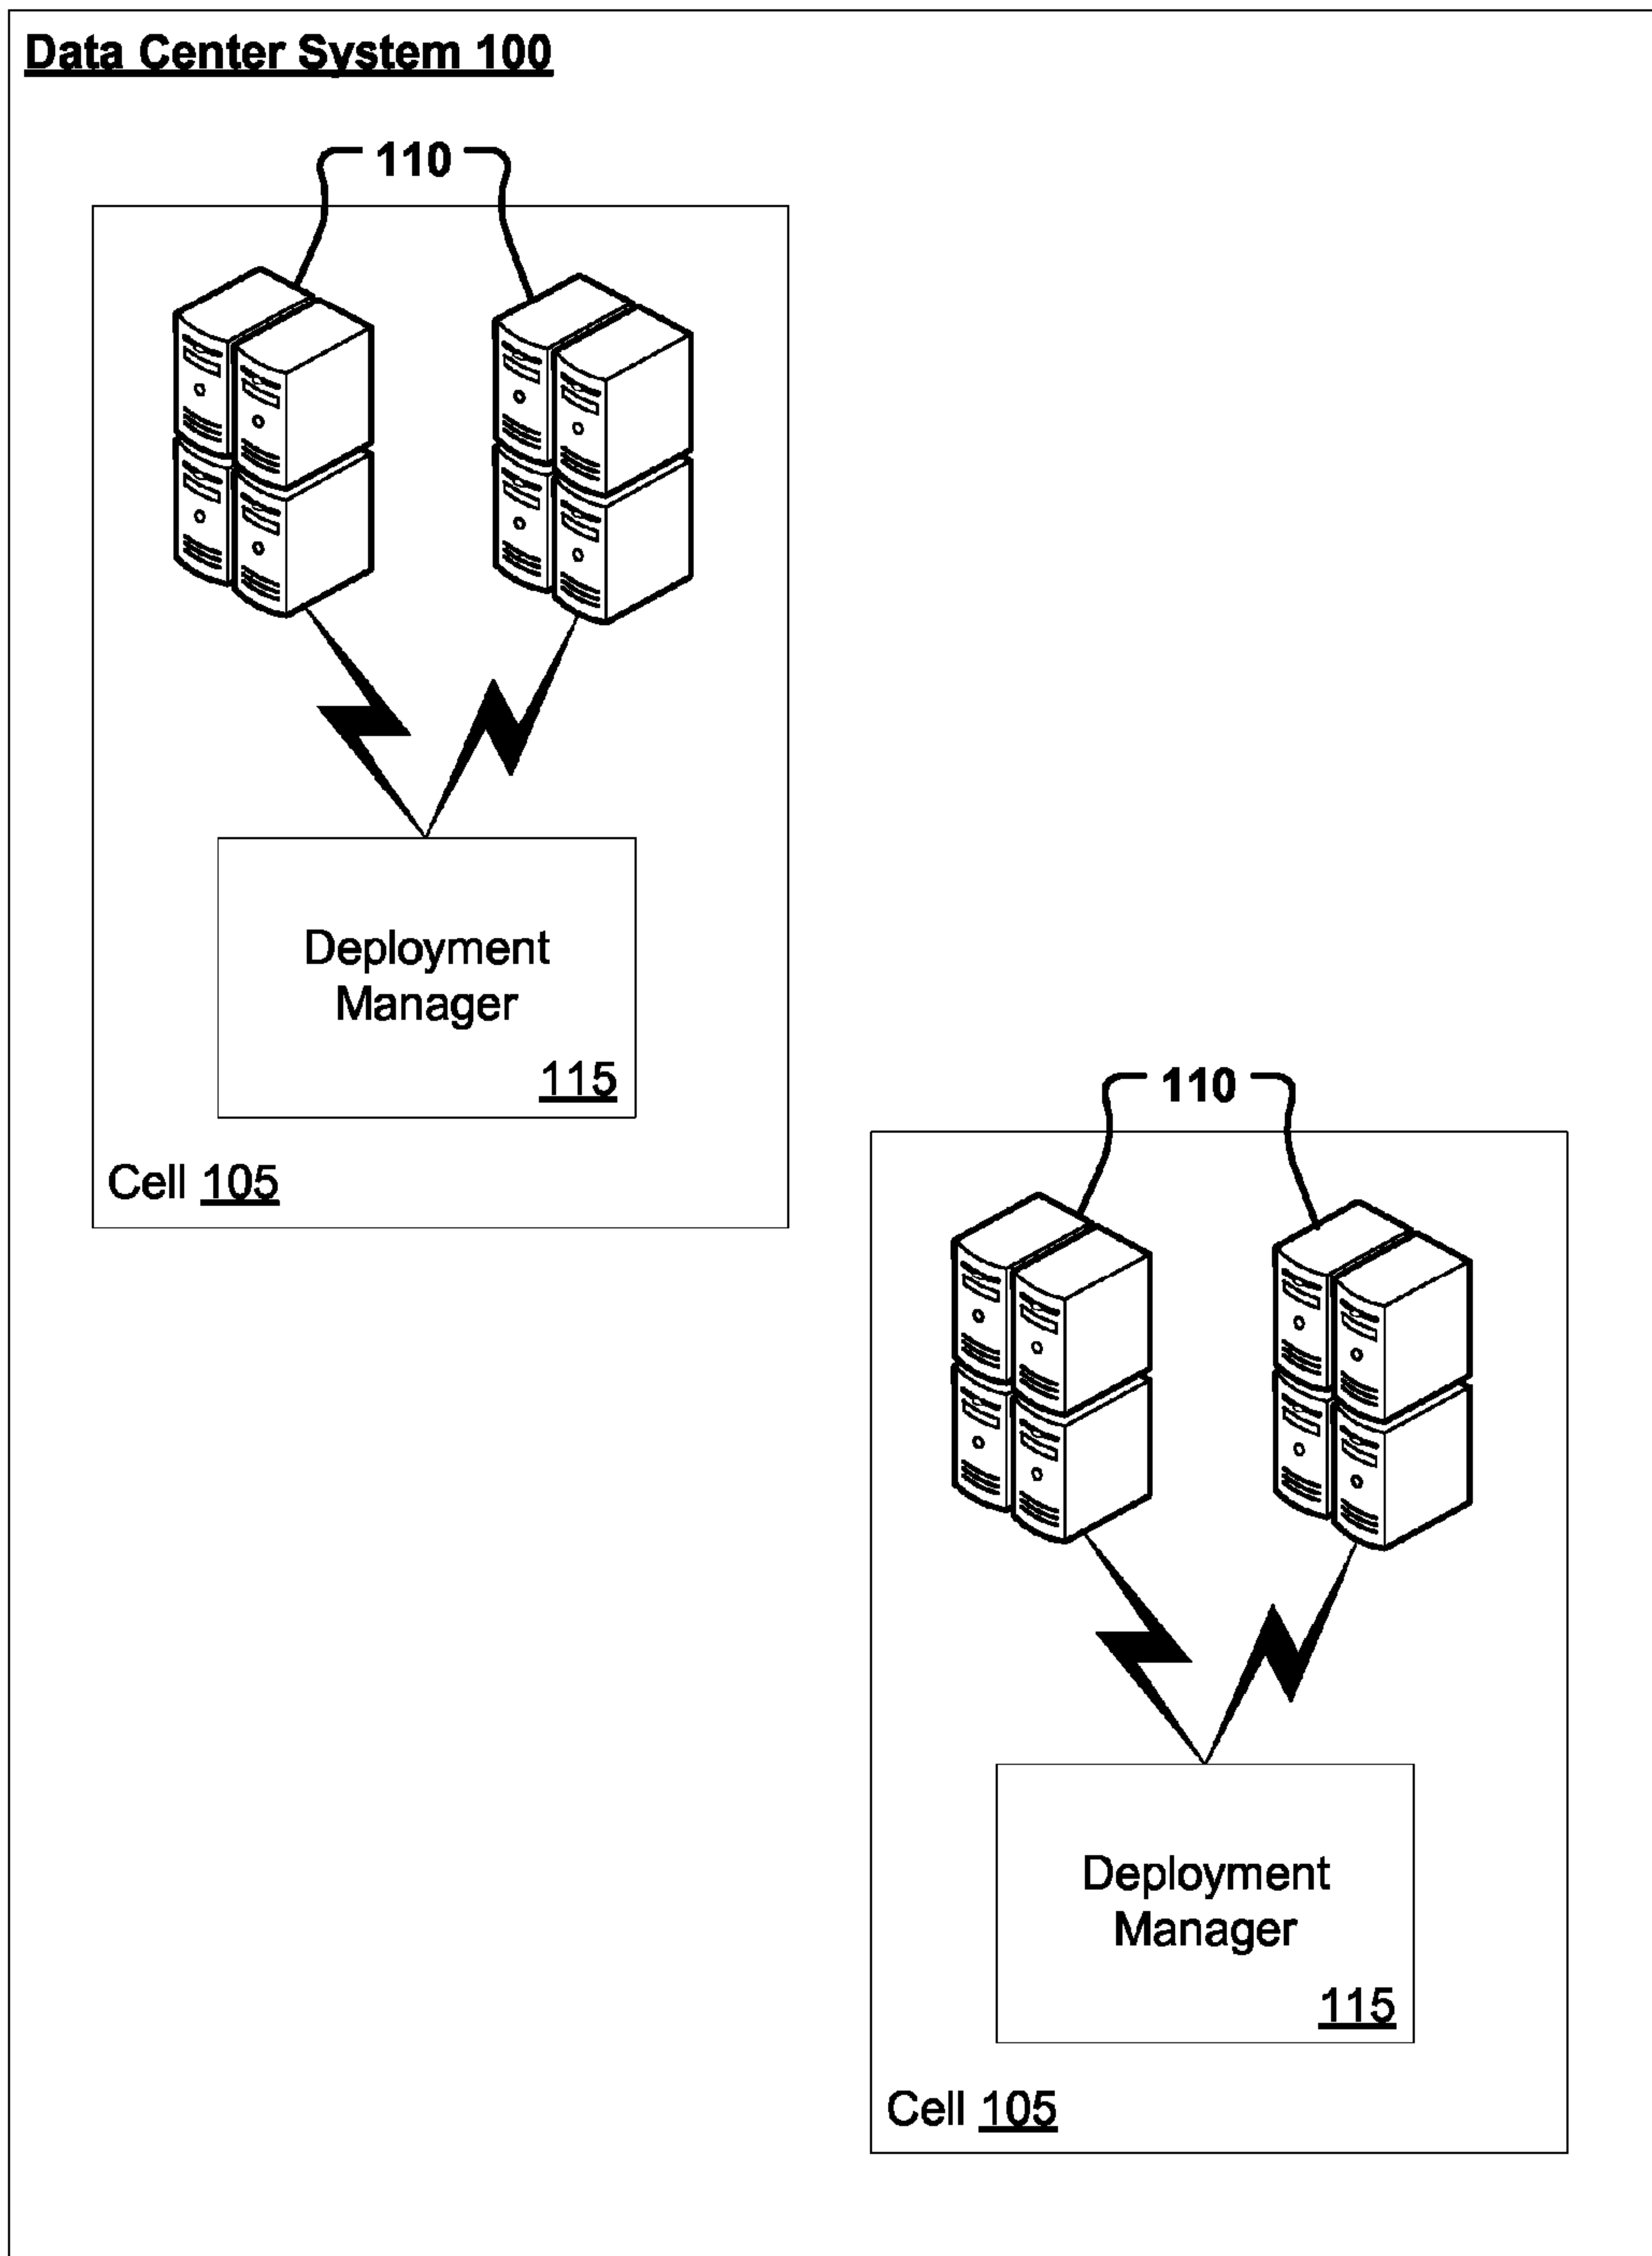 Data Center System 100
110
Deployment
Manager
115
Cell 105
110
Deployment
Manager
115
Cell 105